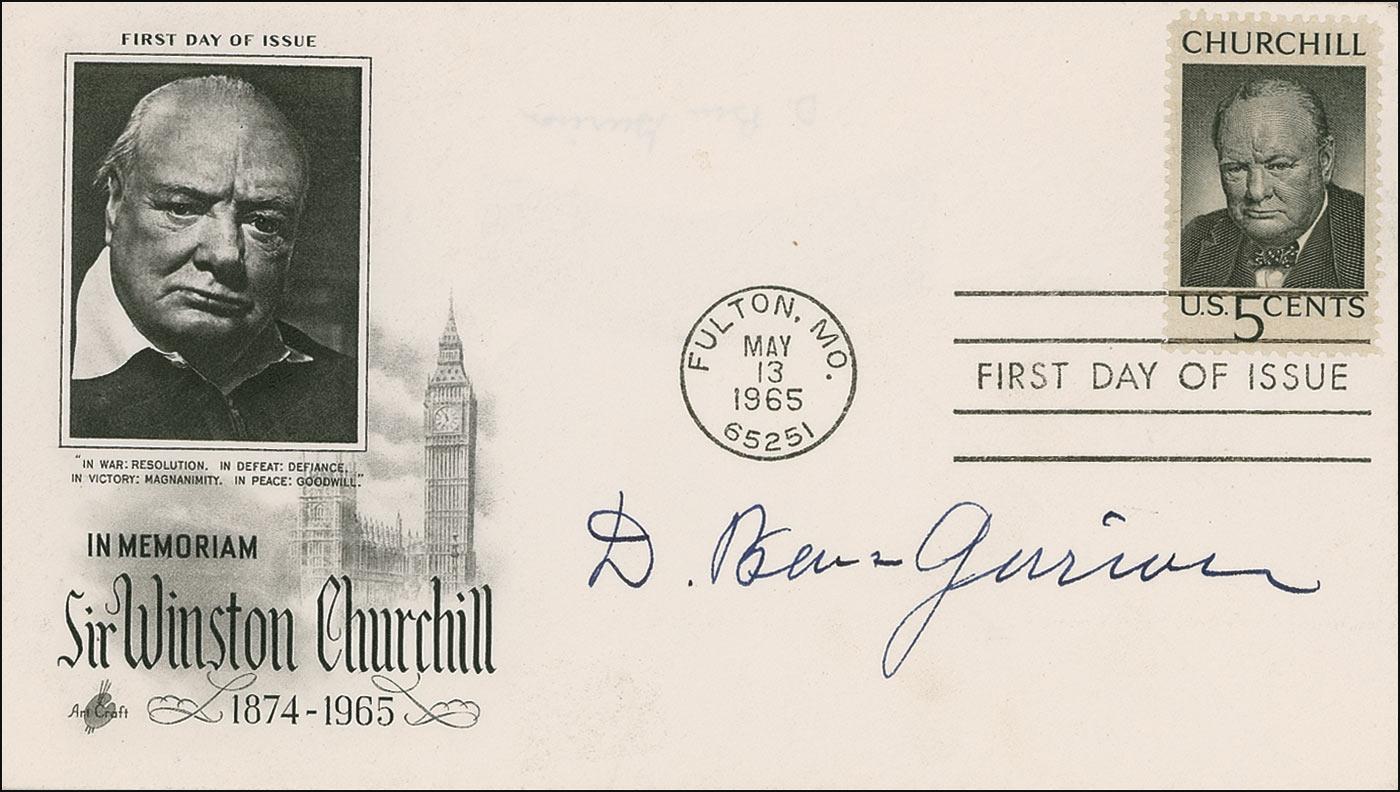 FIRST DAY OF ISSUE
"IN WAR: RESOLUTION. IN DEFEAT: DEFIANCE.
IN VICTORY: MAGNANIMITY. IN PEACE: GOODWILL."
IN MEMORIAM
Sir Winston Churchill
1874-1965
Art Craft
CHURCHILL
U.S. 5 CENTS
FULTON, MO.
MAY
13
1965
65251
FIRST DAY OF ISSUE
D. Ben-Gurion